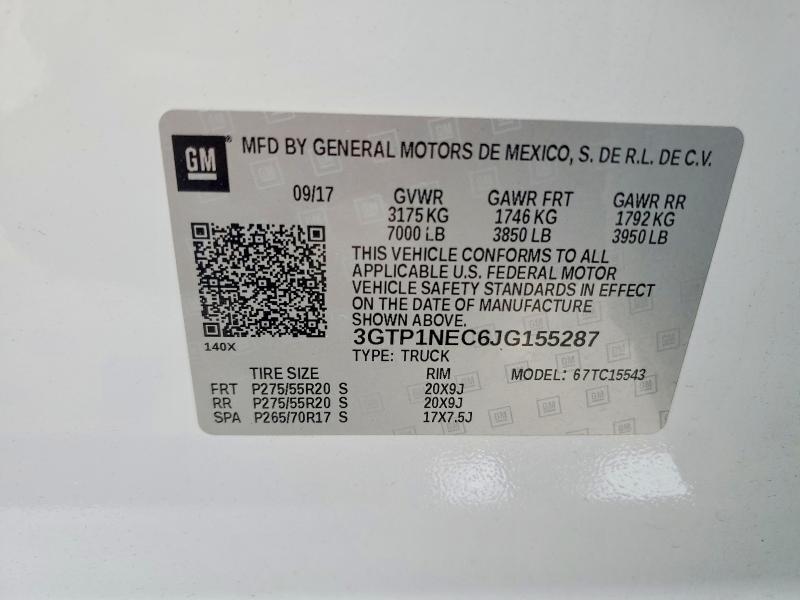 GM® MFD BY GENERAL MOTORS DE MEXICO, S. DE R.L. DE C.V.
09/17 GVWR GAWR FRT GAWR RR
3175 KG 1746 KG 1792 KG
7000 LB 3850 LB 3950 LB
THIS VEHICLE CONFORMS TO ALL
APPLICABLE U.S. FEDERAL MOTOR
VEHICLE SAFETY STANDARDS IN EFFECT
ON THE DATE OF MANUFACTURE
SHOWN ABOVE.
140X 3GTP1NEC6JG155287
TYPE: TRUCK
TIRE SIZE RIM MODEL: 67TC15543
FRT P275/55R20 S 20X9J
RR P275/55R20 S 20X9J
SPA P265/70R17 S 17X7.5J